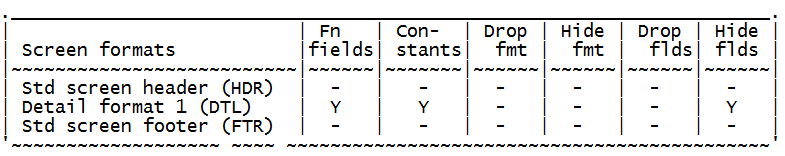 .______________________________________________________________________.
|                           | Fn   | Con-  | Drop | Hide | Drop | Hide |
| Screen formats            |fields| stants|  fmt |  fmt |  flds| flds |
|~~~~~~~~~~~~~~~~~~~~~~~~~~~|~~~~~~|~~~~~~~|~~~~~~|~~~~~~|~~~~~~|~~~~~~|
| Std screen header (HDR)   |  -   |   -   |  -   |  -   |  -   |  -   |
| Detail format 1 (DTL)     |  Y   |   Y   |  -   |  -   |  -   |  Y   |
| Std screen footer (FTR)   |  -   |   -   |  -   |  -   |  -   |  -   |
'~~~~~~~~~~~~~~~~~~~ ~~~~ ~~~~~~~~~~~~~~~~~~~~~~~~~~~~~~~~~~~~~~~~~~~~~'